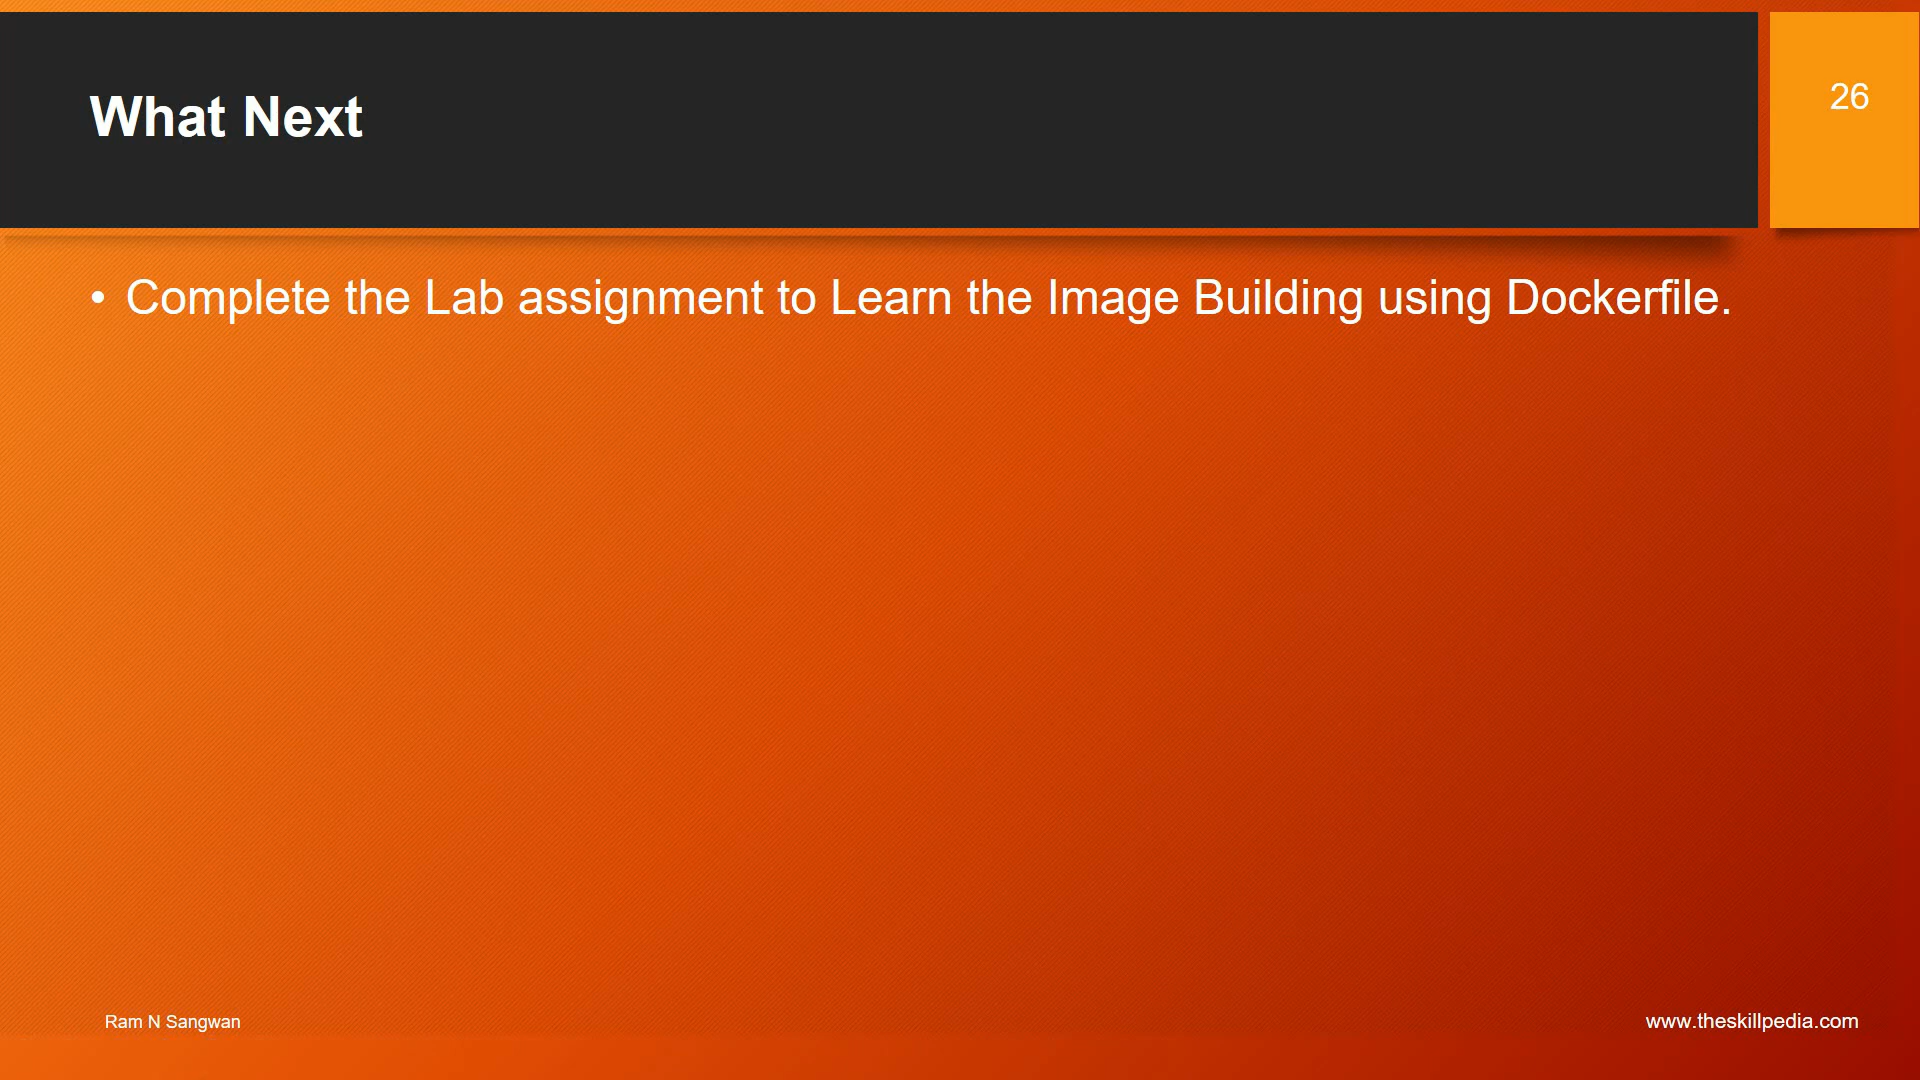 What Next
26
• Complete the Lab assignment to Learn the Image Building using Dockerfile.
Ram N Sangwan
www.theskillpedia.com